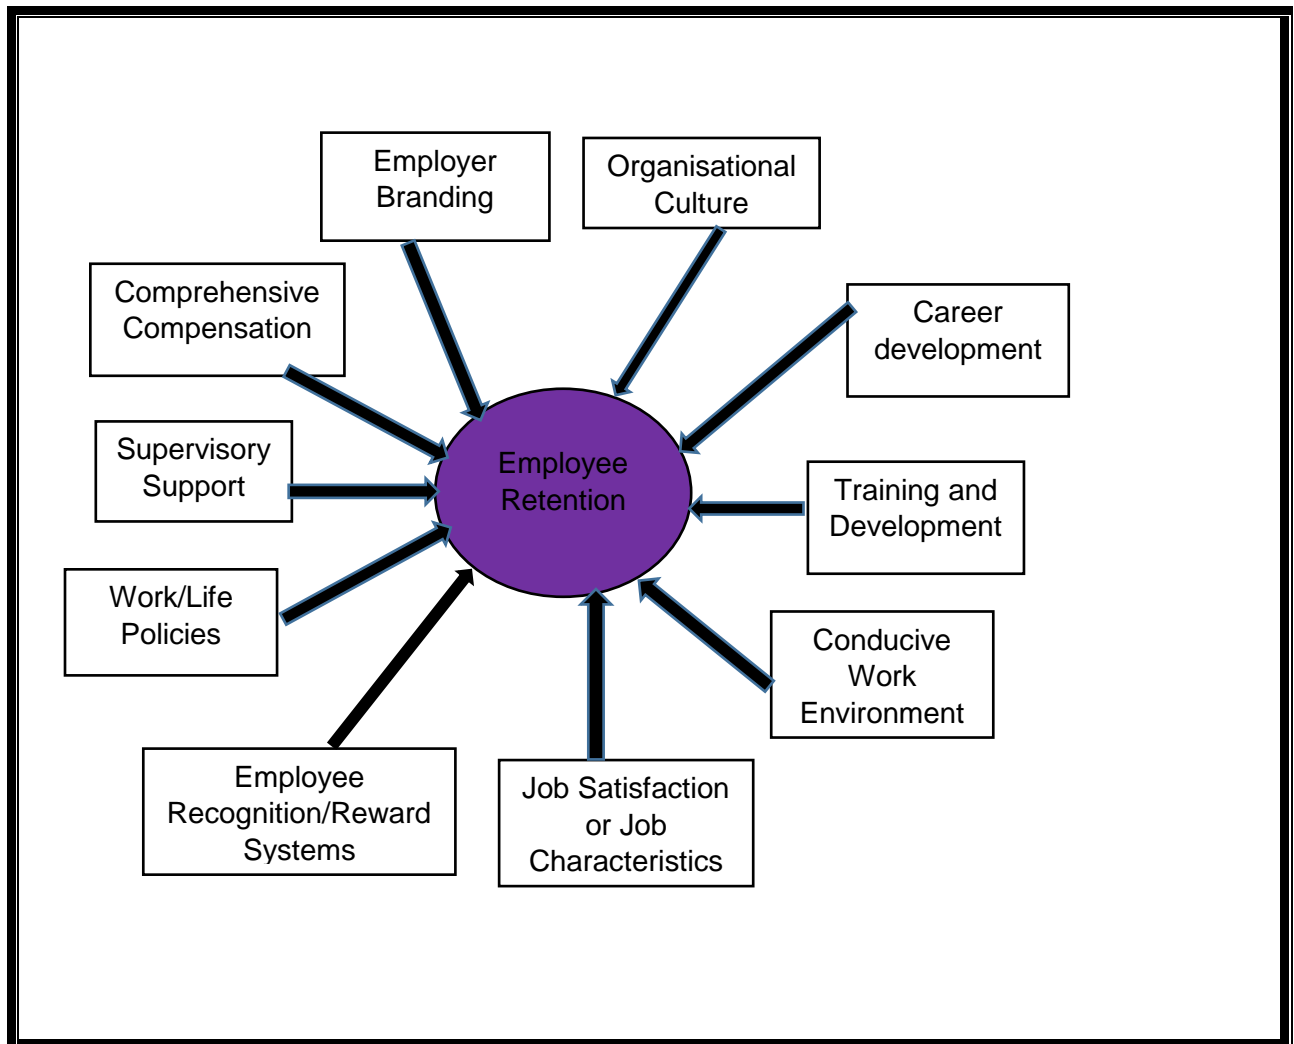 Employer
Branding
Organisational
Culture
Comprehensive
Compensation
Career
development
Supervisory
Support
Employee
Retention
Training and
Development
Work/Life
Policies
Conducive
Work
Environment
Employee
Recognition/Reward
Systems
Job Satisfaction
or Job
Characteristics